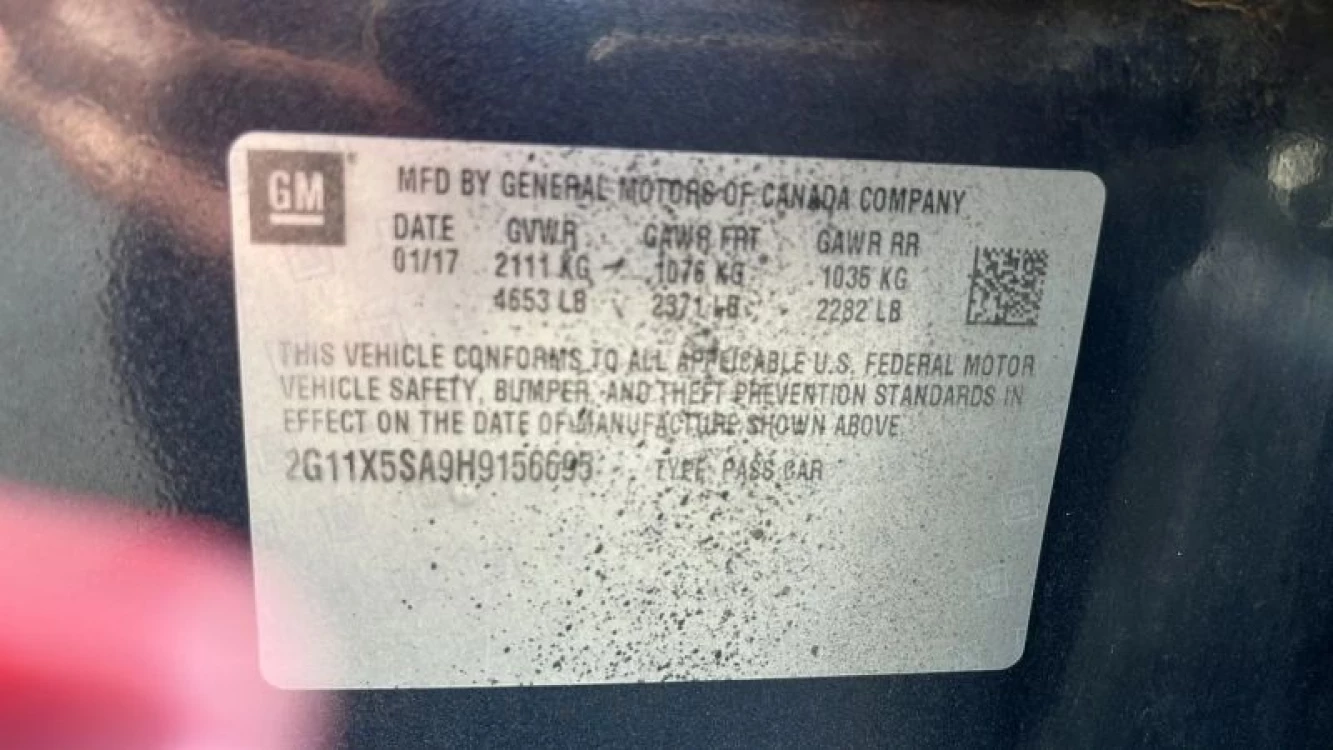 GM
MFD BY GENERAL MOTORS OF CANADA COMPANY
DATE GVWR GAWR FRT GAWR RR
01/17 2111 KG 1076 KG 1035 KG
4653 LB 2371 LB 2282 LB
THIS VEHICLE CONFORMS TO ALL APPLICABLE U.S. FEDERAL MOTOR
VEHICLE SAFETY, BUMPER, AND THEFT PREVENTION STANDARDS IN
EFFECT ON THE DATE OF MANUFACTURE SHOWN ABOVE.
2G11X5SA9H9156695 TYPE: PASS CAR